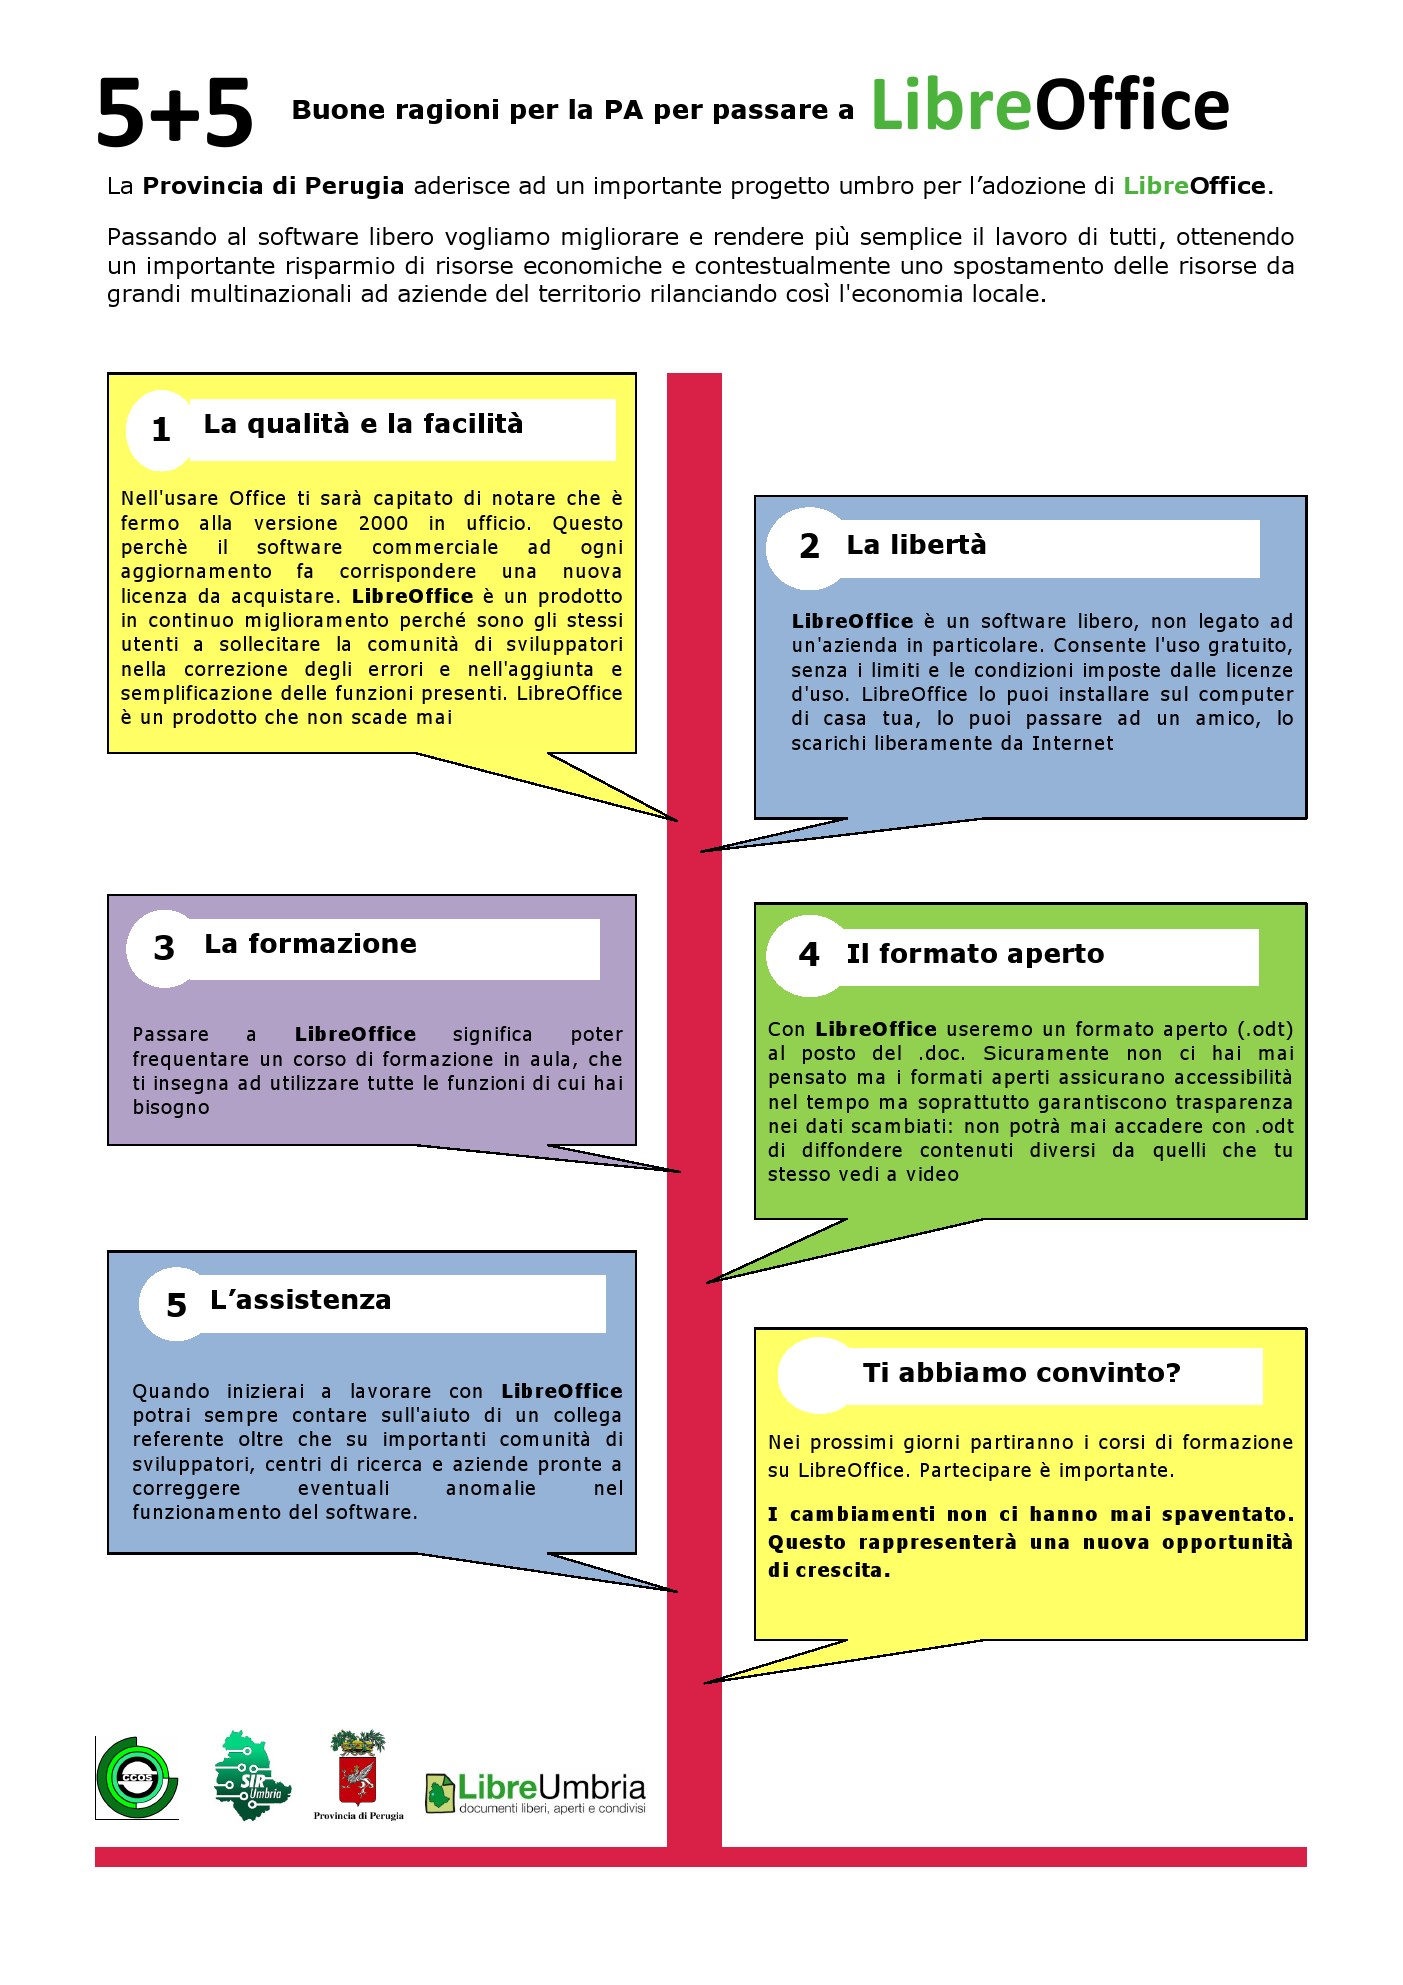 5+5 Buone ragioni per la PA per passare a LibreOffice
La Provincia di Perugia aderisce ad un importante progetto umbro per l’adozione di LibreOffice.
Passando al software libero vogliamo migliorare e rendere più semplice il lavoro di tutti, ottenendo
un importante risparmio di risorse economiche e contestualmente uno spostamento delle risorse da
grandi multinazionali ad aziende del territorio rilanciando così l'economia locale.
1 La qualità e la facilità
Nell'usare Office ti sarà capitato di notare che è
fermo alla versione 2000 in ufficio. Questo
perchè il software commerciale ad ogni
aggiornamento fa corrispondere una nuova
licenza da acquistare. LibreOffice è un prodotto
in continuo miglioramento perché sono gli stessi
utenti a sollecitare la comunità di sviluppatori
nella correzione degli errori e nell'aggiunta e
semplificazione delle funzioni presenti. LibreOffice
è un prodotto che non scade mai
2 La libertà
LibreOffice è un software libero, non legato ad
un'azienda in particolare. Consente l'uso gratuito,
senza i limiti e le condizioni imposte dalle licenze
d'uso. LibreOffice lo puoi installare sul computer
di casa tua, lo puoi passare ad un amico, lo
scarichi liberamente da Internet
3 La formazione
Passare a LibreOffice significa poter
frequentare un corso di formazione in aula, che
ti insegna ad utilizzare tutte le funzioni di cui hai
bisogno
4 Il formato aperto
Con LibreOffice useremo un formato aperto (.odt)
al posto del .doc. Sicuramente non ci hai mai
pensato ma i formati aperti assicurano accessibilità
nel tempo ma soprattutto garantiscono trasparenza
nei dati scambiati: non potrà mai accadere con .odt
di diffondere contenuti diversi da quelli che tu
stesso vedi a video
5 L’assistenza
Quando inizierai a lavorare con LibreOffice
potrai sempre contare sull'aiuto di un collega
referente oltre che su importanti comunità di
sviluppatori, centri di ricerca e aziende pronte a
correggere eventuali anomalie nel
funzionamento del software.
Ti abbiamo convinto?
Nei prossimi giorni partiranno i corsi di formazione
su LibreOffice. Partecipare è importante.
I cambiamenti non ci hanno mai spaventato.
Questo rappresenterà una nuova opportunità
di crescita.
CCOS
SIR
Umbria
Provincia di Perugia
LibreUmbria
documenti liberi, aperti e condivisi